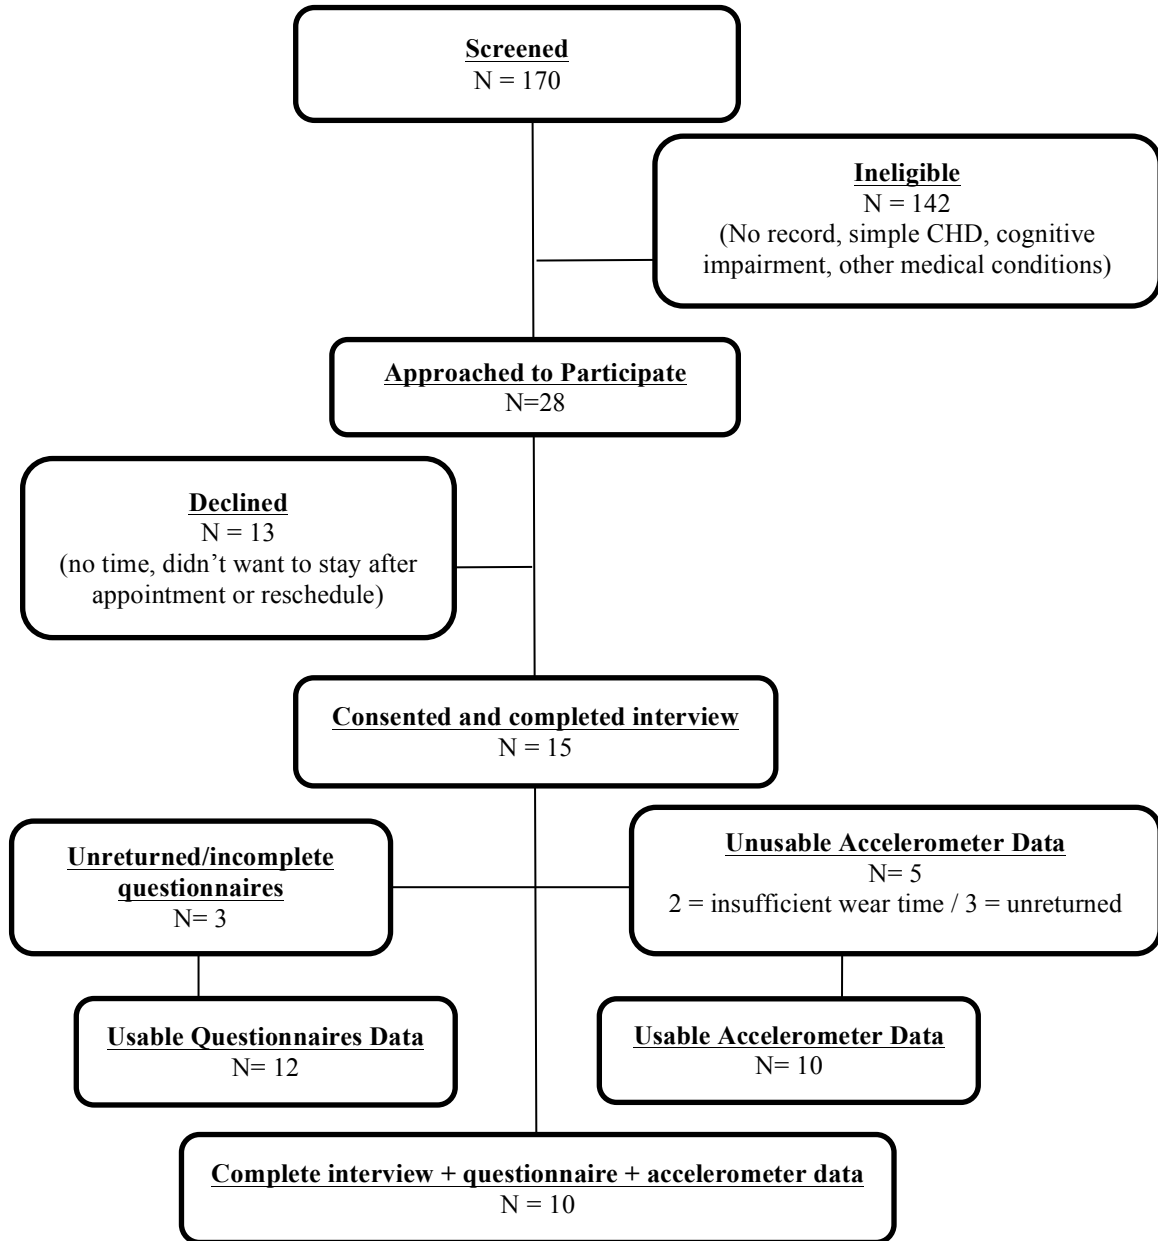 Screened
N = 170
Ineligible
N = 142
(No record, simple CHD, cognitive
impairment, other medical conditions)
Approached to Participate
N=28
Declined
N = 13
(no time, didn’t want to stay after
appointment or reschedule)
Consented and completed interview
N = 15
Unreturned/incomplete
questionnaires
N= 3
Unusable Accelerometer Data
N= 5
2 = insufficient wear time / 3 = unreturned
Usable Questionnaires Data
N= 12
Usable Accelerometer Data
N= 10
Complete interview + questionnaire + accelerometer data
N = 10